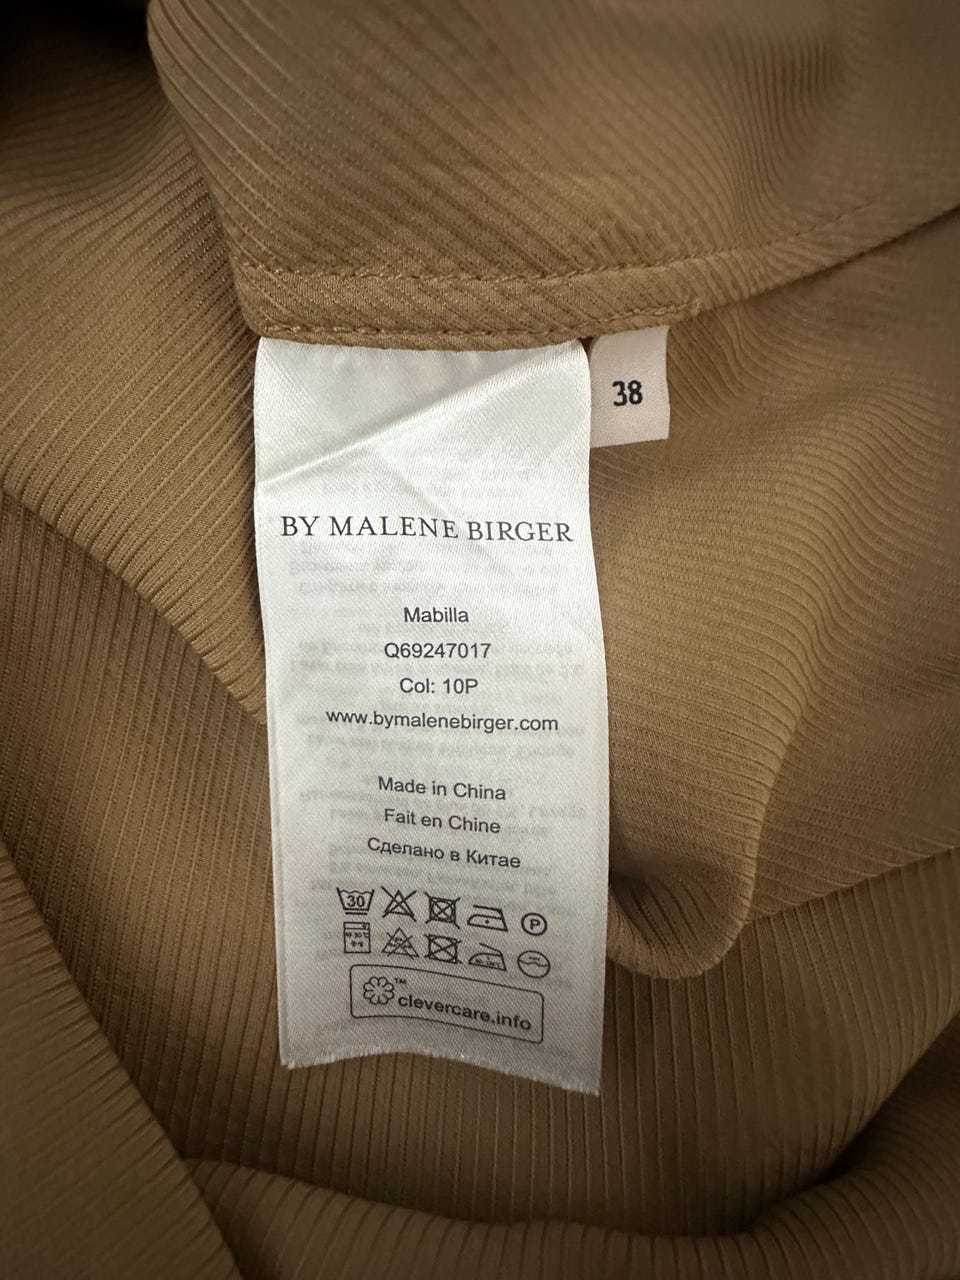 38
BY MALENE BIRGER
Mabilla
Q69247017
Col: 10P
www.bymalenebirger.com
Made in China
Fait en Chine
Сделано в Китае
30
P
™
clevercare.info